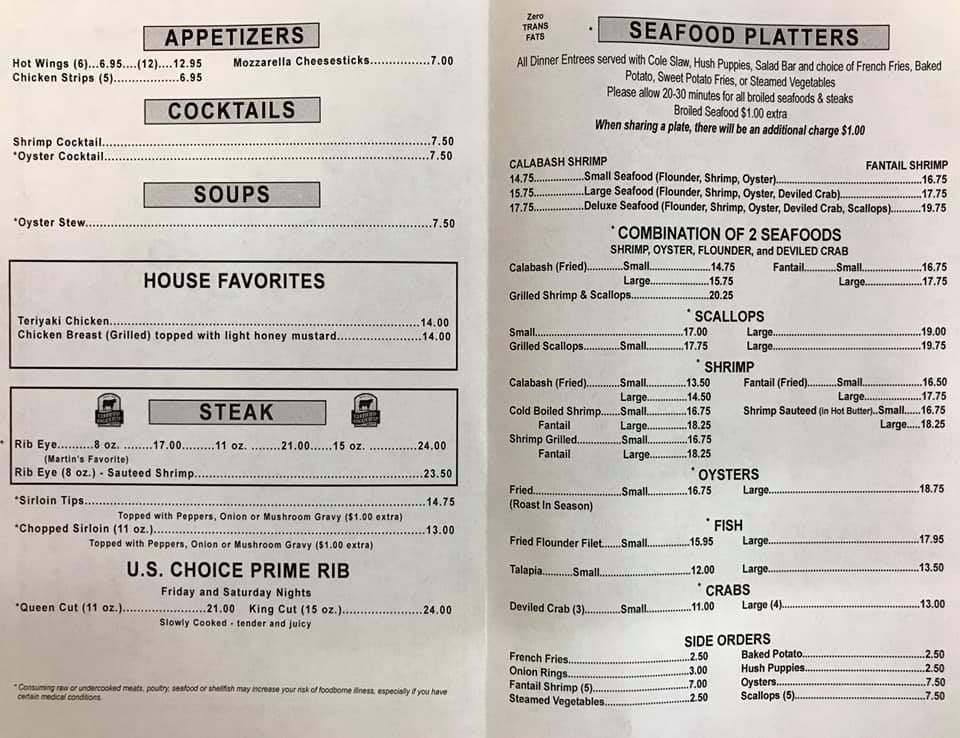 APPETIZERS
Hot Wings (6)...6.95....(12)....12.95 Mozzarella Cheesesticks...............7.00
Chicken Strips (5)................6.95
COCKTAILS
Shrimp Cocktail.......................................................................7.50
*Oyster Cocktail.......................................................................7.50
SOUPS
*Oyster Stew...........................................................................7.50
HOUSE FAVORITES
Teriyaki Chicken.................................................................14.00
Chicken Breast (Grilled) topped with light honey mustard..................14.00
STEAK
* Rib Eye..........8 oz. ........17.00.........11 oz. ........21.00......15 oz. .............24.00
(Martin's Favorite)
Rib Eye (8 oz.) - Sauteed Shrimp.....................................................23.50
*Sirloin Tips.............................................................................14.75
Topped with Peppers, Onion or Mushroom Gravy ($1.00 extra)
*Chopped Sirloin (11 oz.)................................................................13.00
Topped with Peppers, Onion or Mushroom Gravy ($1.00 extra)
U.S. CHOICE PRIME RIB
Friday and Saturday Nights
*Queen Cut (11 oz.)......................21.00 King Cut (15 oz.)......................24.00
Slowly Cooked - tender and juicy
* Consuming raw or undercooked meats, poultry, seafood or shellfish may increase your risk of foodborne illness, especially if you have
certain medical conditions.
Zero
TRANS
FATS
* SEAFOOD PLATTERS
All Dinner Entrees served with Cole Slaw, Hush Puppies, Salad Bar and choice of French Fries, Baked
Potato, Sweet Potato Fries, or Steamed Vegetables
Please allow 20-30 minutes for all broiled seafoods & steaks
Broiled Seafood $1.00 extra
When sharing a plate, there will be an additional charge $1.00
CALABASH SHRIMP FANTAIL SHRIMP
14.75.................Small Seafood (Flounder, Shrimp, Oyster)..................................................16.75
15.75.................Large Seafood (Flounder, Shrimp, Oyster, Deviled Crab)............................17.75
17.75.................Deluxe Seafood (Flounder, Shrimp, Oyster, Deviled Crab, Scallops)..........19.75
* COMBINATION OF 2 SEAFOODS
SHRIMP, OYSTER, FLOUNDER, and DEVILED CRAB
Calabash (Fried)............Small.....................14.75 Fantail...........Small....................16.75
Large.....................15.75 Large....................17.75
Grilled Shrimp & Scallops..........................20.25
* SCALLOPS
Small..................................................17.00 Large..................................................19.00
Grilled Scallops............Small.............17.75 Large..................................................19.75
* SHRIMP
Calabash (Fried)............Small..............13.50 Fantail (Fried)..........Small....................16.50
Large..............14.50 Large....................17.75
Cold Boiled Shrimp.......Small..............16.75 Shrimp Sauteed (in Hot Butter)..Small......16.75
Fantail Large.............18.25 Large....18.25
Shrimp Grilled...............Small.............16.75
Fantail Large.............18.25
* OYSTERS
Fried..............................Small.............16.75 Large..................................................18.75
(Roast In Season)
* FISH
Fried Flounder Filet.......Small..............15.95 Large..................................................17.95
Talapia..........Small...............................12.00 Large..................................................13.50
* CRABS
Deviled Crab (3)............Small..............11.00 Large (4)..............................................13.00
SIDE ORDERS
French Fries.........................................2.50 Baked Potato.........................................2.50
Onion Rings.........................................3.00 Hush Puppies.........................................2.50
Fantail Shrimp (5).................................7.00 Oysters..................................................7.50
Steamed Vegetables............................2.50 Scallops (5)............................................7.50